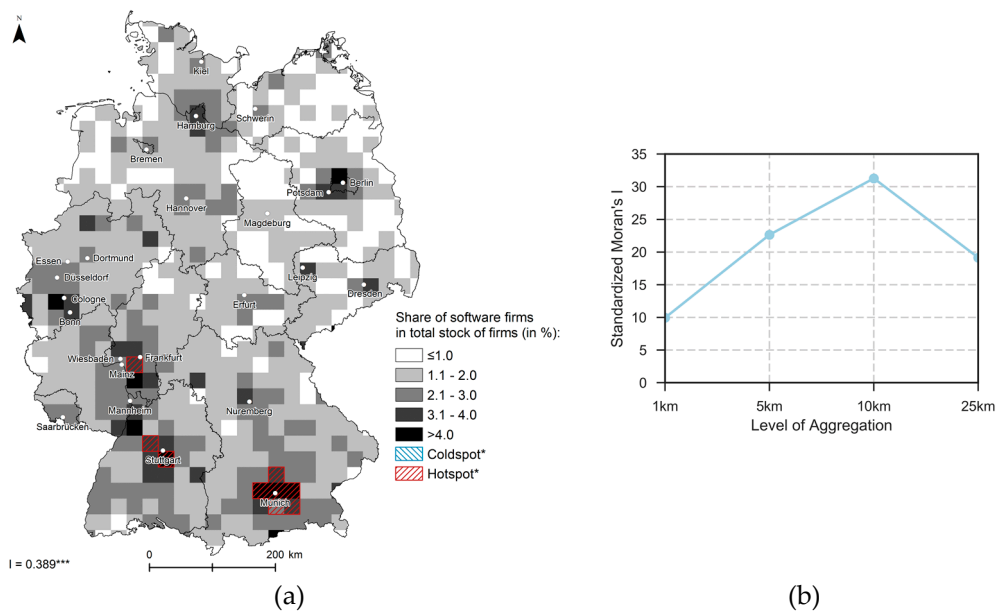 N
Kiel
Hamburg
Schwerin
Bremen
Berlin
Potsdam
Hannover
Magdeburg
Essen
Dortmund
Düsseldorf
Leipzig
Dresden
Cologne
Bonn
Erfurt
Wiesbaden
Frankfurt
Mainz
Mannheim
Nuremberg
Saarbrücken
Stuttgart
Munich
Share of software firms
in total stock of firms (in %):
≤1.0
1.1 - 2.0
2.1 - 3.0
3.1 - 4.0
>4.0
Coldspot*
Hotspot*
I = 0.389***
0
200 km
(a)
Standardized Moran's I
35
30
25
20
15
10
5
0
1km
5km
10km
25km
Level of Aggregation
(b)